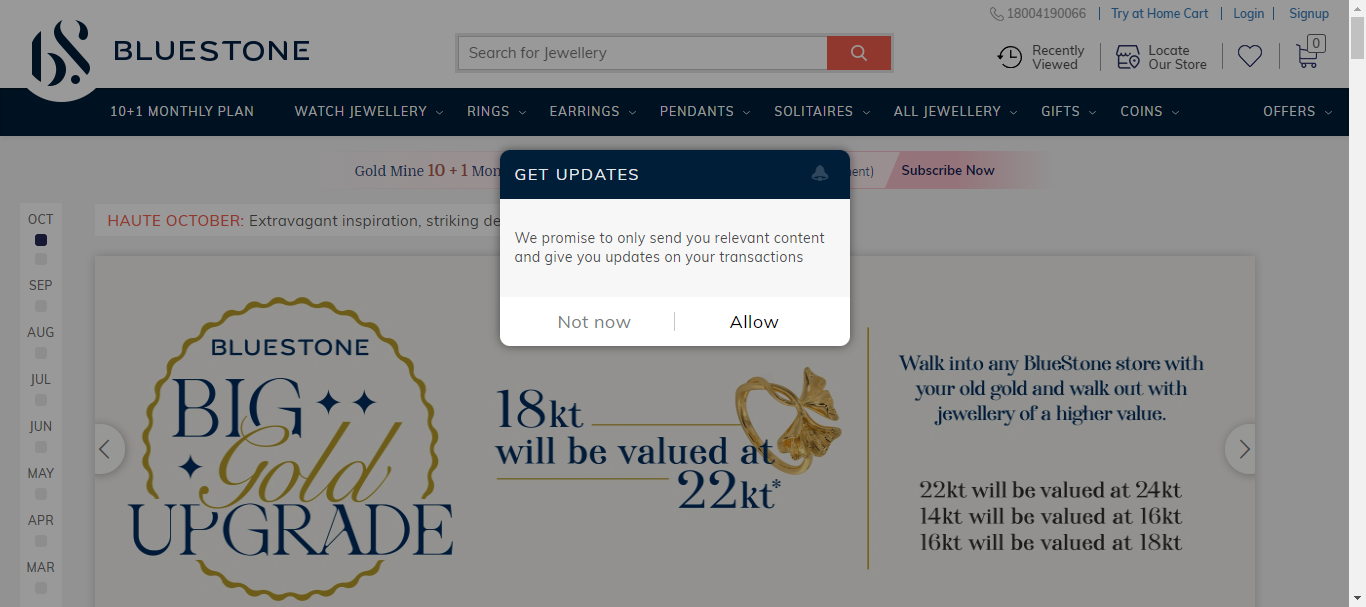 18004190066
Try at Home Cart
Login
Signup
BLUESTONE
Search for Jewellery
Recently
Viewed
Locate
Our Store
0
10+1 MONTHLY PLAN
WATCH JEWELLERY
RINGS
EARRINGS
PENDANTS
SOLITAIRES
ALL JEWELLERY
GIFTS
COINS
OFFERS
Gold Mine 10 + 1 Mon
Subscribe Now
GET UPDATES
We promise to only send you relevant content
and give you updates on your transactions
Not now
Allow
HAUTE OCTOBER: Extravagant inspiration, striking de
OCT
SEP
AUG
JUL
JUN
MAY
APR
MAR
BLUESTONE
BIG
Gold
UPGRADE
18kt
will be valued at
22kt*
Walk into any BlueStone store with
your old gold and walk out with
jewellery of a higher value.
22kt will be valued at 24kt
14kt will be valued at 16kt
16kt will be valued at 18kt